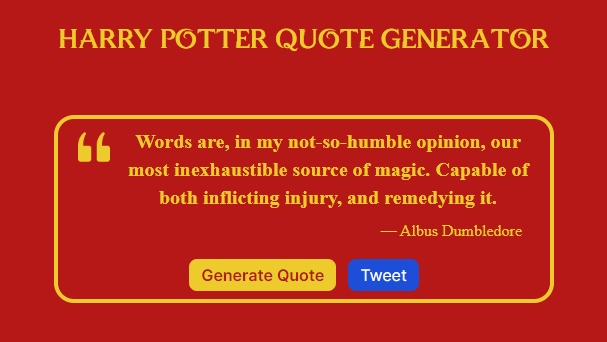 HARRY POTTER QUOTE GENERATOR
“
Words are, in my not-so-humble opinion, our
most inexhaustible source of magic. Capable of
both inflicting injury, and remedying it.
— Albus Dumbledore
Generate Quote Tweet